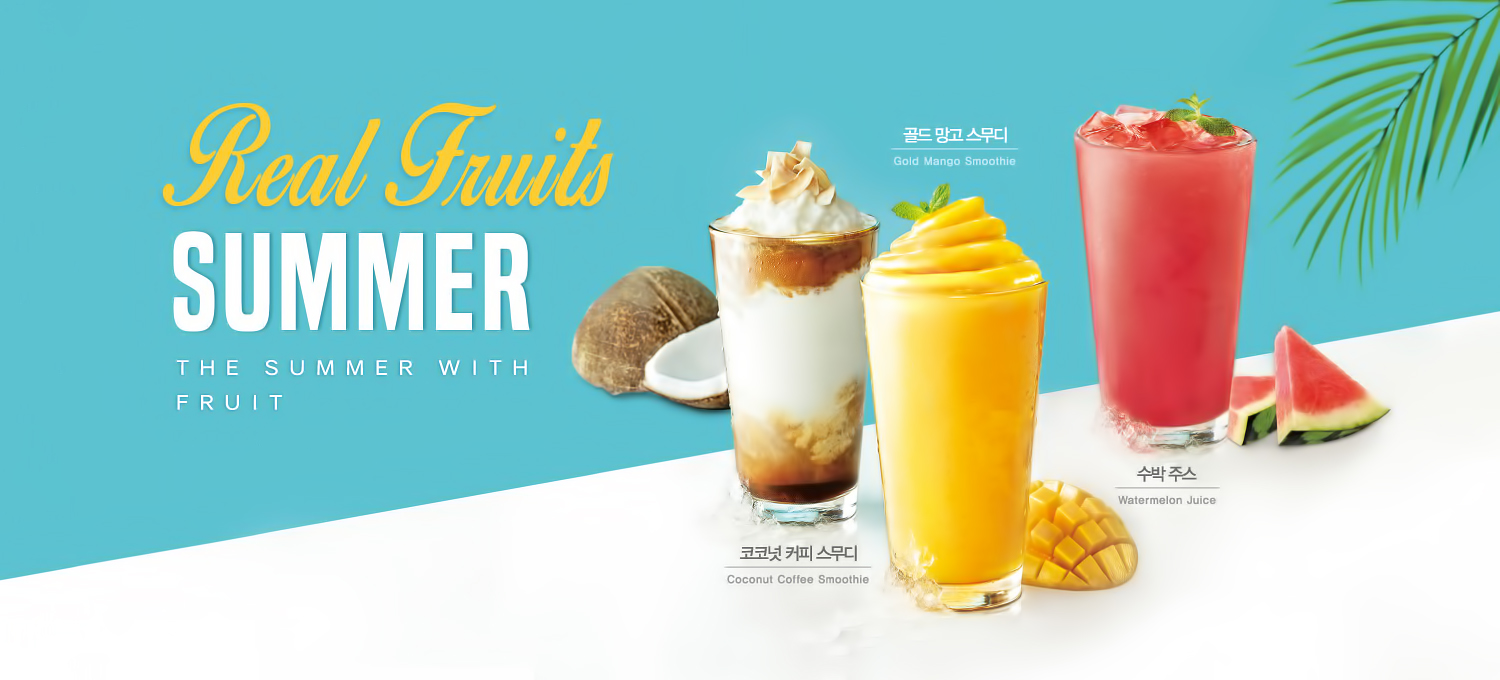 Real Fruits
SUMMER
THE SUMMER WITH
FRUIT
골드 망고 스무디
Gold Mango Smoothie
수박 주스
Watermelon Juice
코코넛 커피 스무디
Coconut Coffee Smoothie